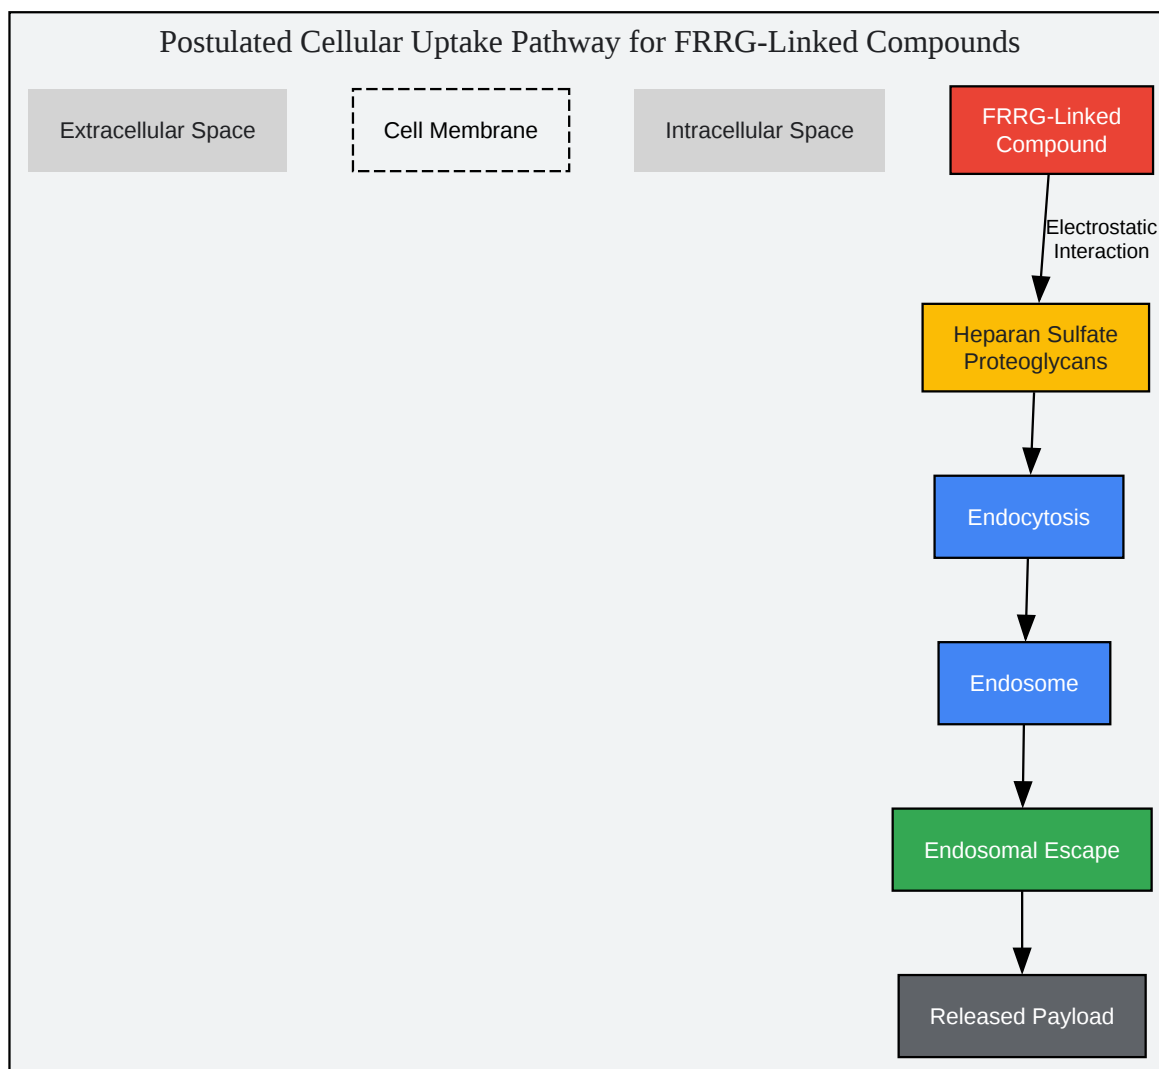 Postulated Cellular Uptake Pathway for FRRG-Linked Compounds
Extracellular Space
Cell Membrane
Intracellular Space
FRRG-Linked
Compound
Electrostatic
Interaction
Heparan Sulfate
Proteoglycans
Endocytosis
Endosome
Endosomal Escape
Released Payload